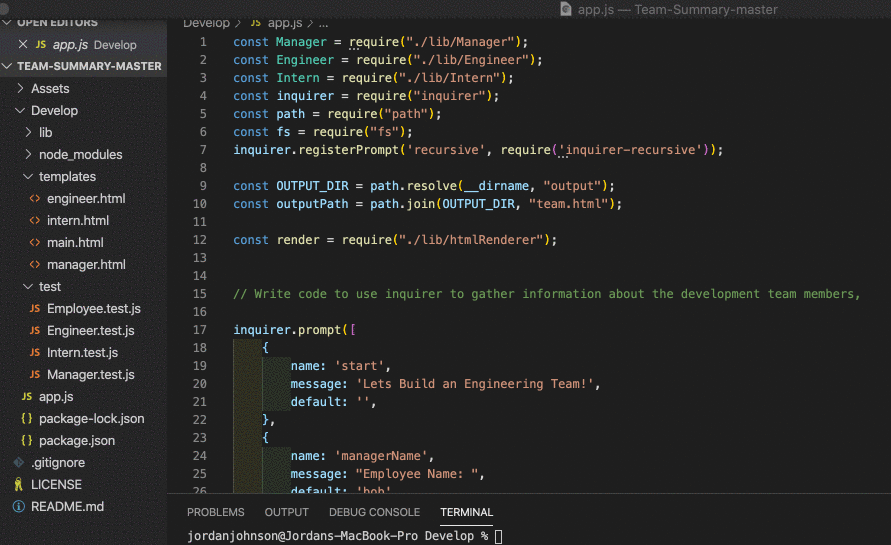 app.js — Team-Summary-master
OPEN EDITORS
JS app.js Develop
TEAM-SUMMARY-MASTER
Assets
Develop
lib
node_modules
templates
<> engineer.html
<> intern.html
<> main.html
<> manager.html
test
JS Employee.test.js
JS Engineer.test.js
JS Intern.test.js
JS Manager.test.js
JS app.js
{} package-lock.json
{} package.json
.gitignore
LICENSE
README.md
Develop > JS app.js > ...
1 const Manager = require("./lib/Manager");
2 const Engineer = require("./lib/Engineer");
3 const Intern = require("./lib/Intern");
4 const inquirer = require("inquirer");
5 const path = require("path");
6 const fs = require("fs");
7 inquirer.registerPrompt('recursive', require('inquirer-recursive'));
8
9 const OUTPUT_DIR = path.resolve(__dirname, "output");
10 const outputPath = path.join(OUTPUT_DIR, "team.html");
11
12 const render = require("./lib/htmlRenderer");
13
14
15 // Write code to use inquirer to gather information about the development team members,
16
17 inquirer.prompt([
18 {
19 name: 'start',
20 message: 'Lets Build an Engineering Team!',
21 default: '',
22 },
23 {
24 name: 'managerName',
25 message: "Employee Name: ",
26 default: 'bob'
PROBLEMS OUTPUT DEBUG CONSOLE TERMINAL
jordanjohnson@Jordans-MacBook-Pro Develop %